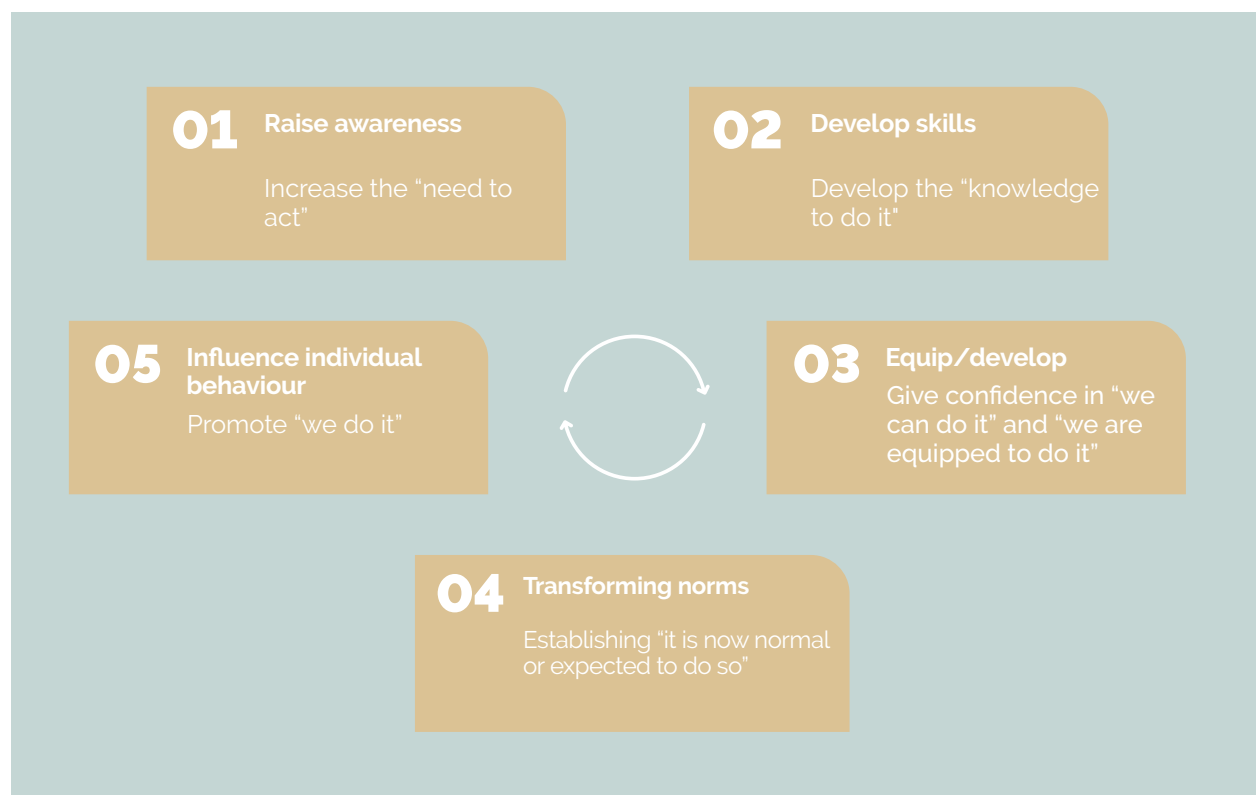 01 Raise awareness
Increase the “need to
act”
02 Develop skills
Develop the “knowledge
to do it"
03 Equip/develop
Give confidence in “we
can do it” and “we are
equipped to do it”
04 Transforming norms
Establishing “it is now normal
or expected to do so”
05 Influence individual
behaviour
Promote “we do it”